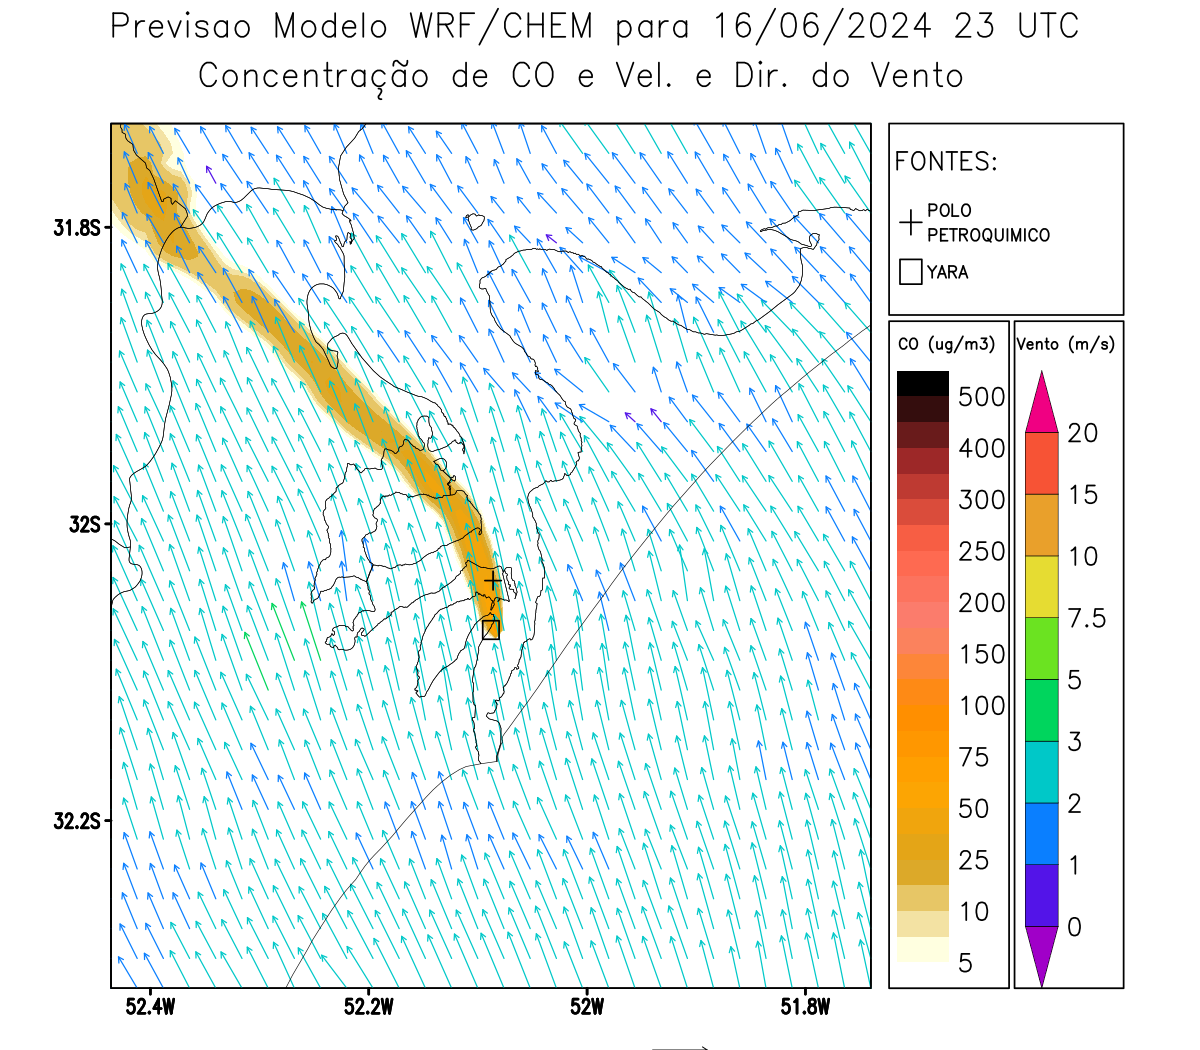 Previsao Modelo WRF/CHEM para 16/06/2024 23 UTC
Concentração de CO e Vel. e Dir. do Vento
FONTES:
POLO
PETROQUIMICO
YARA
CO (ug/m3)
500
400
300
250
200
150
100
75
50
25
10
5
Vento (m/s)
20
15
10
7.5
5
3
2
1
0
31.8S
32S
32.2S
52.4W
52.2W
52W
51.8W